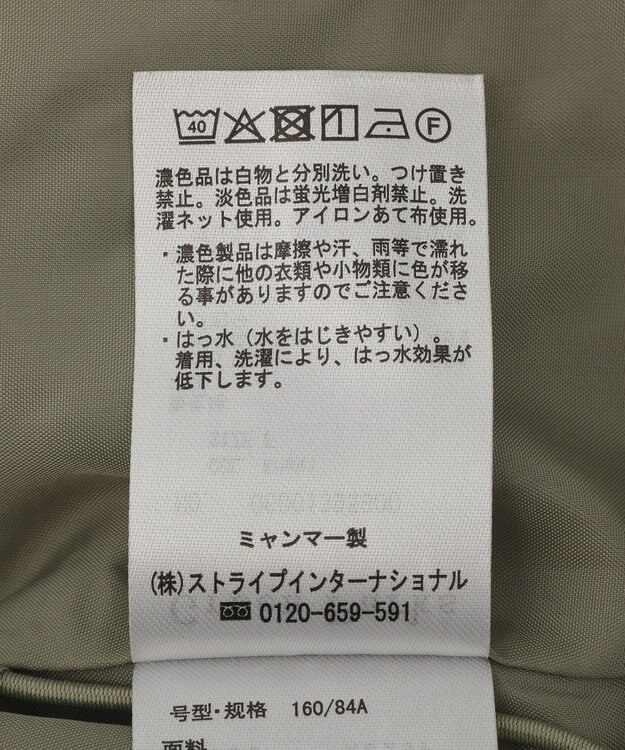 40 F
濃色品は白物と分別洗い。つけ置き
禁止。淡色品は蛍光増白剤禁止。洗
濯ネット使用。アイロンあて布使用。
・濃色製品は摩擦や汗、雨等で濡れ
た際に他の衣類や小物類に色が移
る事がありますのでご注意くださ
い。
・はっ水（水をはじきやすい）。
着用、洗濯により、はっ水効果が
低下します。
ミャンマー製
(株)ストライプインターナショナル
0120-659-591
号型・规格 160/84A
面料